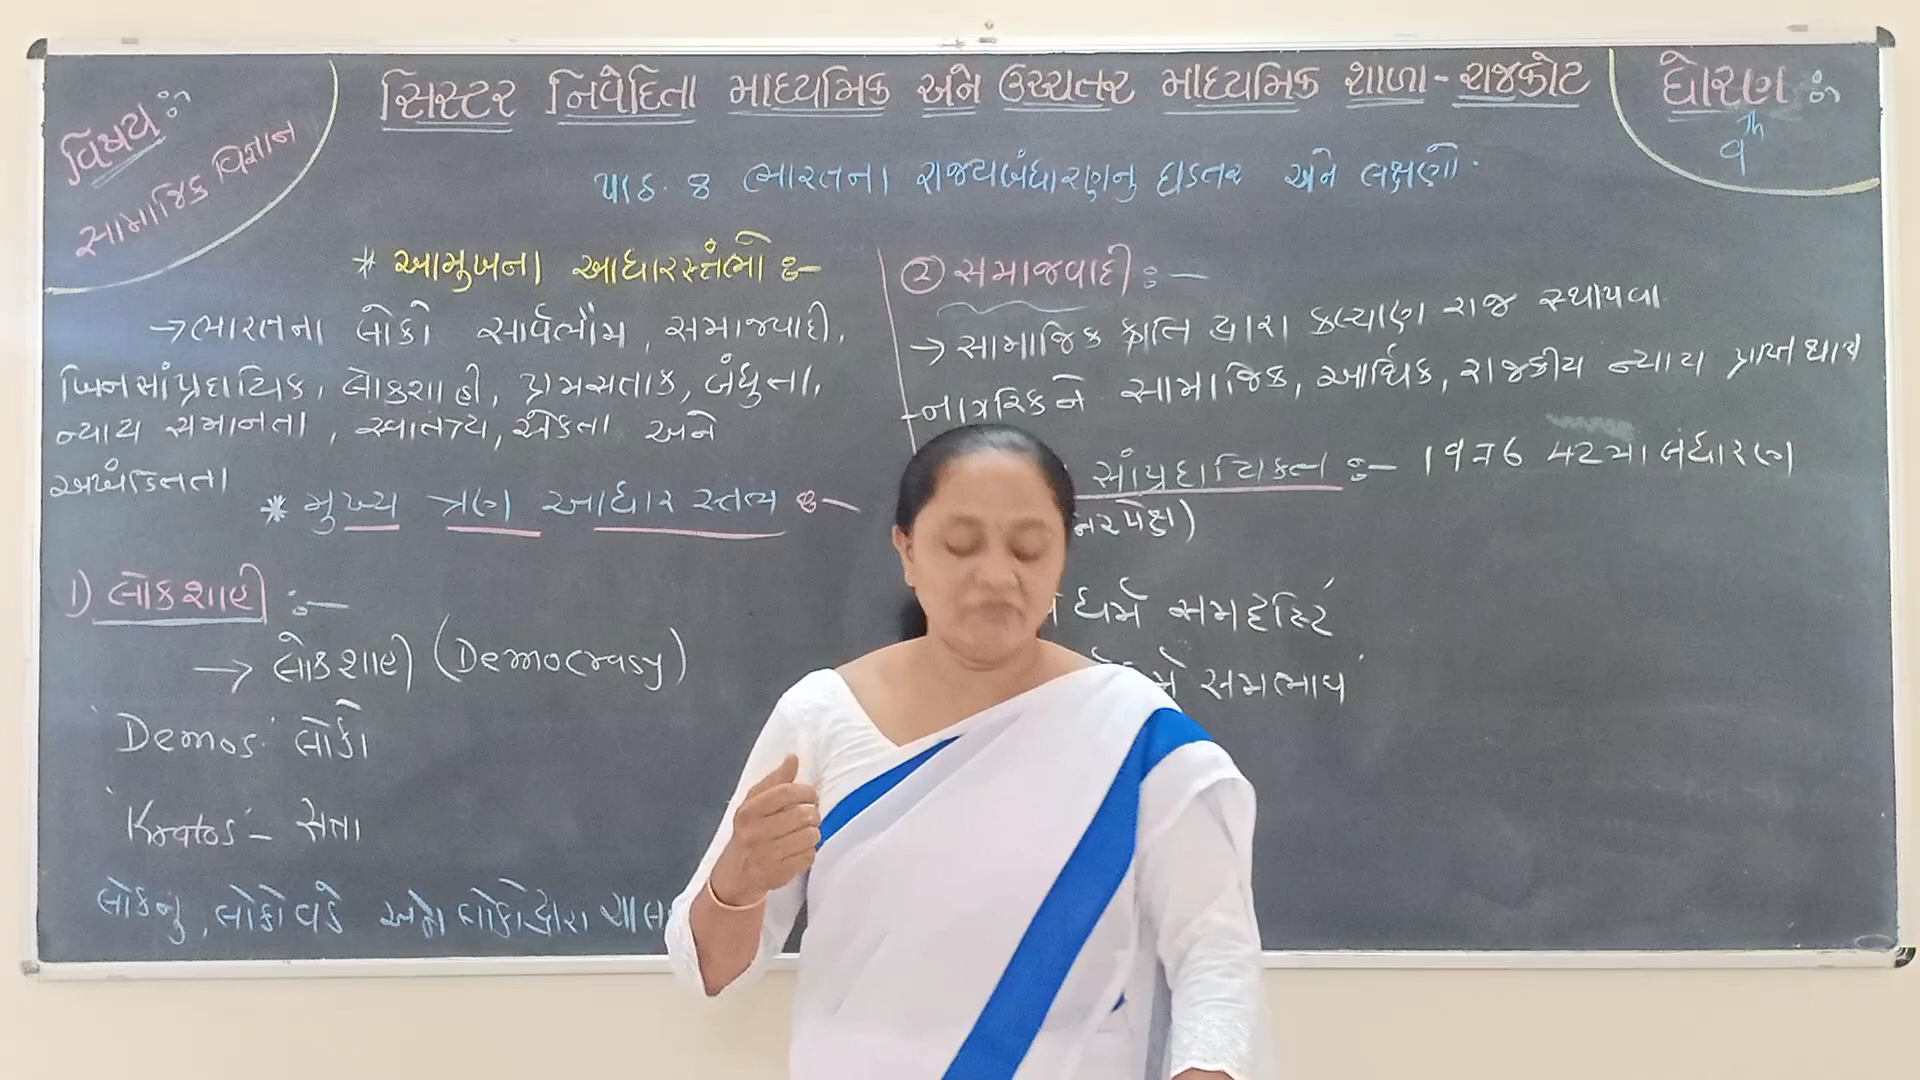 વિષય :-
સામાજિક વિજ્ઞાન
સિસ્ટર નિવેદિતા માધ્યમિક અને ઉચ્ચતર માધ્યમિક શાળા - રાજકોટ
ધોરણ :-
9th
પાઠ. 8 ભારતના રાજ્યબંધારણનુ ઘડતર અને લક્ષણો.
* આમુખના આધારસ્તંભો :-
→ ભારતના લોકો સાર્વભૌમ, સમાજવાદી,
બિનસાંપ્રદાયિક, લોકશાહી, પ્રજાસત્તાક, બંધુતા,
ન્યાય સમાનતા, સ્વાતંત્ર્ય, એકતા અને
અખંડિતતા
* મુખ્ય ત્રણ આધાર સ્તંભ :-
1) લોકશાહી :-
→ લોકશાહી (Democrasy)
'Demos' લોકો
'Kratos' - સત્તા
લોકનુ, લોકો વડે અને લોકોદ્વારા
② સમાજવાદી :-
→ સામાજિક ક્રાંતિ દ્વારા કલ્યાણ રાજ સ્થાપવા
- નાગરિકને સામાજિક, આર્થિક, રાજકીય ન્યાય પ્રાપ્ત થાય
સાંપ્રદાયિકતા :- 1976 42મા બંધારણ
ધર્મ સમદૃષ્ટિ
સમભાવ